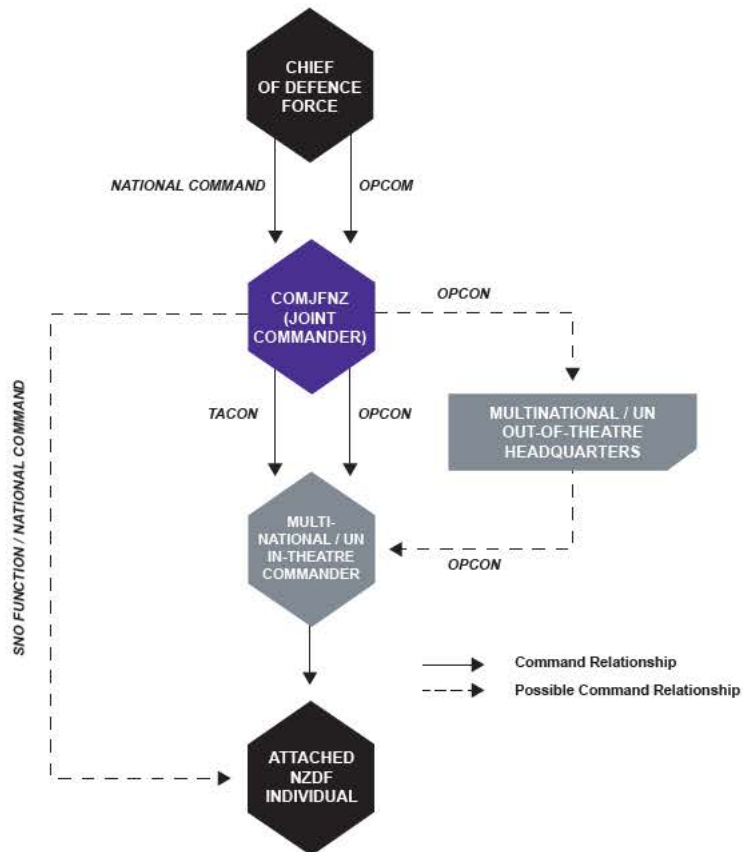 CHIEF
OF DEFENCE
FORCE
NATIONAL COMMAND
OPCOM
COMJFNZ
(JOINT
COMMANDER)
OPCON
TACON
OPCON
MULTINATIONAL / UN
OUT-OF-THEATRE
HEADQUARTERS
SNO FUNCTION / NATIONAL COMMAND
MULTI-
NATIONAL / UN
IN-THEATRE
COMMANDER
OPCON
Command Relationship
Possible Command Relationship
ATTACHED
NZDF
INDIVIDUAL